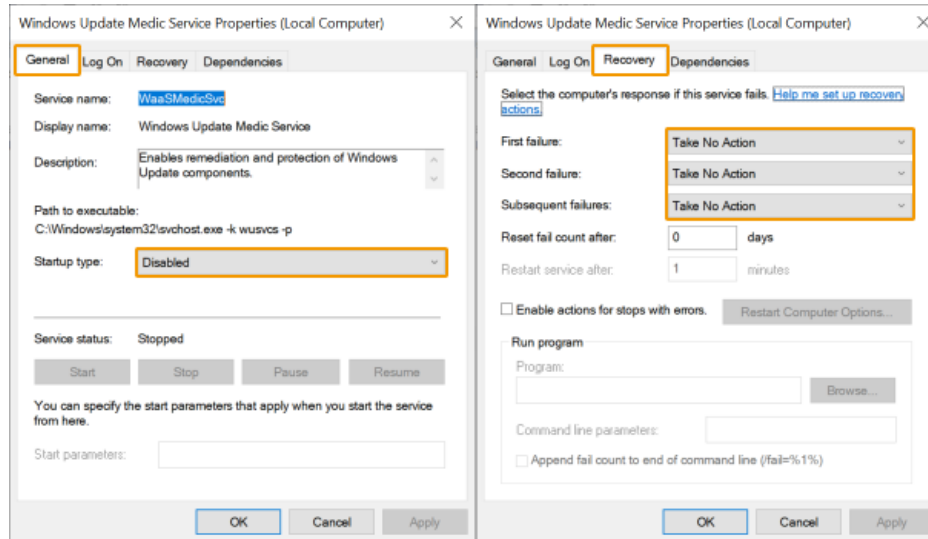 Windows Update Medic Service Properties (Local Computer)
General Log On Recovery Dependencies
Service name: WaaSMedicSvc
Display name: Windows Update Medic Service
Description: Enables remediation and protection of Windows
Update components.
Path to executable:
C:\Windows\system32\svchost.exe -k wusvcs -p
Startup type: Disabled
Service status: Stopped
Start Stop Pause Resume
You can specify the start parameters that apply when you start the service
from here.
Start parameters:
OK Cancel Apply
Windows Update Medic Service Properties (Local Computer)
General Log On Recovery Dependencies
Select the computer's response if this service fails. Help me set up recovery
actions.
First failure: Take No Action
Second failure: Take No Action
Subsequent failures: Take No Action
Reset fail count after: 0 days
Restart service after: 1 minutes
Enable actions for stops with errors. Restart Computer Options...
Run program
Program:
Browse...
Command line parameters:
Append fail count to end of command line (/fail=%1%)
OK Cancel Apply